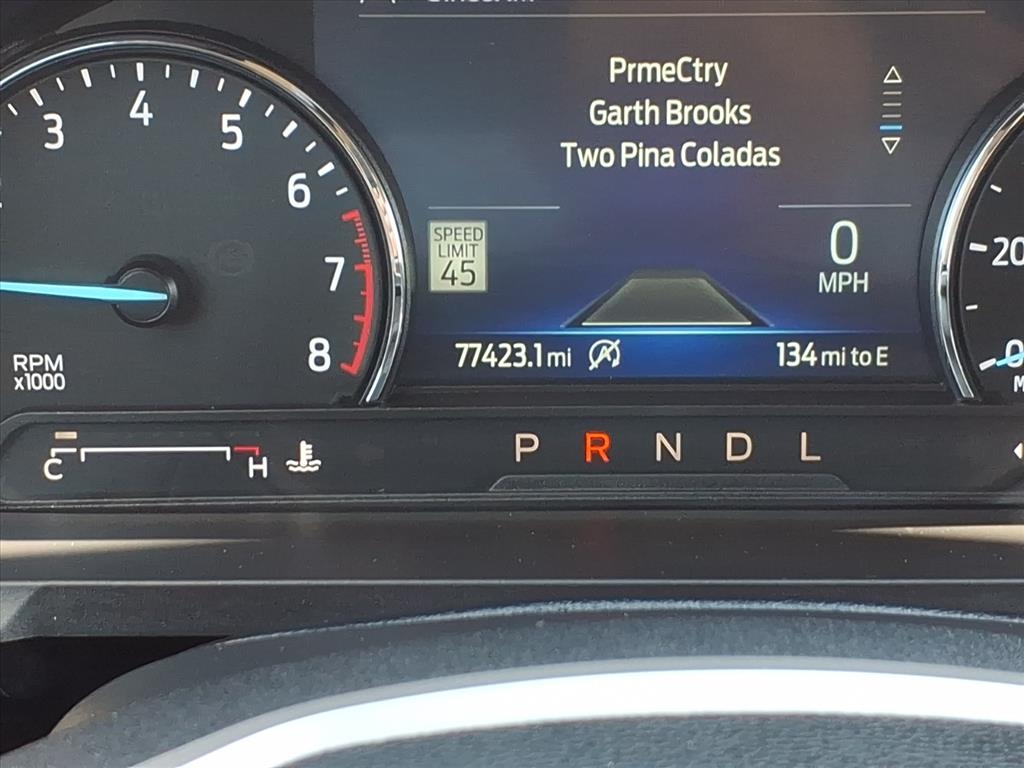 PrmeCtry
Garth Brooks
Two Pina Coladas
3 4 5 6 7 8
RPM
x1000
SPEED
LIMIT
45
0
MPH
20
0
77423.1 mi
134 mi to E
C H
P R N D L